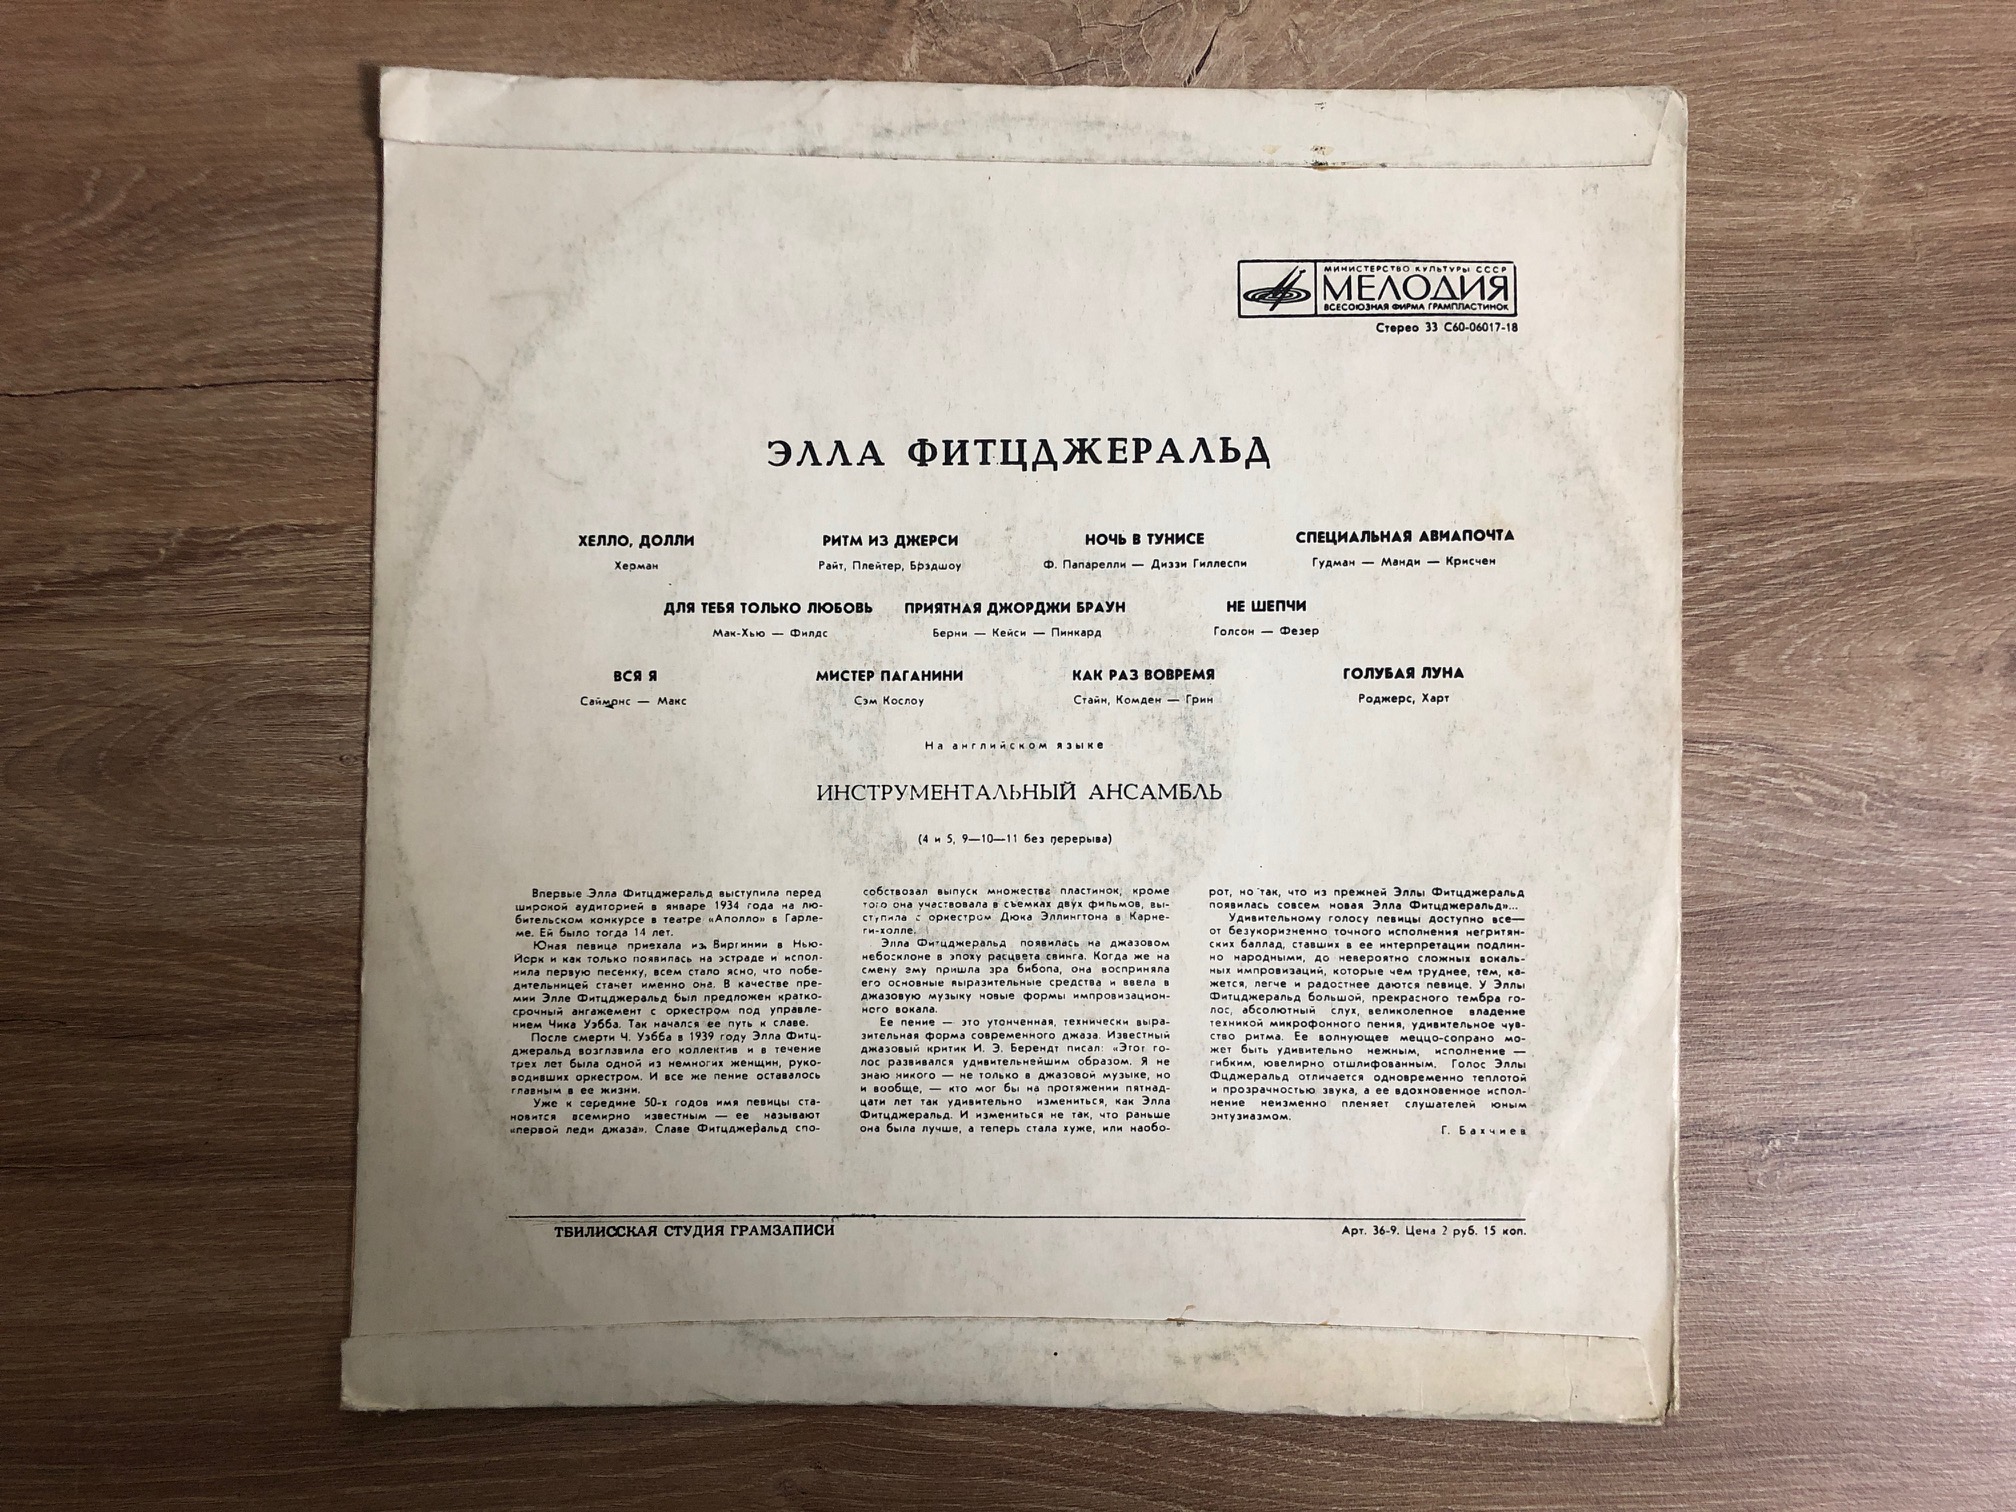 МИНИСТЕРСТВО КУЛЬТУРЫ СССР
МЕЛОДИЯ
ВСЕСОЮЗНАЯ ФИРМА ГРАМПЛАСТИНОК
Стерео 33 С60-06017-18
ЭЛЛА ФИТЦДЖЕРАЛЬД
ХЕЛЛО, ДОЛЛИ
Херман
РИТМ ИЗ ДЖЕРСИ
Райт, Плейтер, Брэдшоу
НОЧЬ В ТУНИСЕ
Ф. Папарелли — Диззи Гиллеспи
СПЕЦИАЛЬНАЯ АВИАПОЧТА
Гудман — Манди — Крисчен
ДЛЯ ТЕБЯ ТОЛЬКО ЛЮБОВЬ
Мак-Хью — Филдс
ПРИЯТНАЯ ДЖОРДЖИ БРАУН
Берни — Кейси — Пинкард
НЕ ШЕПЧИ
Голсон — Фезер
ВСЯ Я
Саймонс — Макс
МИСТЕР ПАГАНИНИ
Сэм Кослоу
КАК РАЗ ВОВРЕМЯ
Стайн, Комден — Грин
ГОЛУБАЯ ЛУНА
Роджерс, Харт
На английском языке
ИНСТРУМЕНТАЛЬНЫЙ АНСАМБЛЬ
(4 и 5, 9—10—11 без перерыва)
Впервые Элла Фитцджеральд выступила перед
широкой аудиторией в январе 1934 года на лю-
бительском конкурсе в театре «Аполло» в Гарле-
ме. Ей было тогда 14 лет.
Юная певица приехала из Виргинии в Нью-
Йорк и как только появилась на эстраде и испол-
нила первую песенку, всем стало ясно, что побе-
дительницей станет именно она. В качестве пре-
мии Элле Фитцджеральд был предложен кратко-
срочный ангажемент с оркестром под управле-
нием Чика Уэбба. Так начался ее путь к славе.
После смерти Ч. Уэбба в 1939 году Элла Фитц-
джеральд возглавила его коллектив и в течение
трех лет была одной из немногих женщин, руко-
водивших оркестром. И все же пение оставалось
главным в ее жизни.
Уже к середине 50-х годов имя певицы ста-
новится всемирно известным — ее называют
«первой леди джаза». Славе Фитцджеральд спо-
собствовал выпуск множества пластинок, кроме
того она участвовала в съемках двух фильмов, вы-
ступила с оркестром Дюка Эллингтона в Карне-
ги-холле.
Элла Фитцджеральд появилась на джазовом
небосклоне в эпоху расцвета свинга. Когда же на
смену ему пришла эра бибопа, она восприняла
его основные выразительные средства и ввела в
джазовую музыку новые формы импровизацион-
ного вокала.
Ее пение — это утонченная, технически выра-
зительная форма современного джаза. Известный
джазовый критик И. Э. Берендт писал: «Этот го-
лос развивался удивительнейшим образом. Я не
знаю никого — не только в джазовой музыке, но
и вообще, — кто мог бы на протяжении пятнад-
цати лет так удивительно измениться, как Элла
Фитцджеральд. И измениться не так, что раньше
она была лучше, а теперь стала хуже, или наобо-
рот, но так, что из прежней Эллы Фитцджеральд
появилась совсем новая Элла Фитцджеральд»...
Удивительному голосу певицы доступно все—
от безукоризненно точного исполнения негритян-
ских баллад, ставших в ее интерпретации подлин-
но народными, до невероятно сложных вокаль-
ных импровизаций, которые чем труднее, тем, ка-
жется, легче и радостнее даются певице. У Эллы
Фитцджеральд большой, прекрасного тембра го-
лос, абсолютный слух, великолепное владение
техникой микрофонного пения, удивительное чув-
ство ритма. Ее волнующее меццо-сопрано мо-
жет быть удивительно нежным, исполнение —
гибким, ювелирно отшлифованным. Голос Эллы
Фцджеральд отличается одновременно теплотой
и прозрачностью звука, а ее вдохновенное испол-
нение неизменно пленяет слушателей юным
энтузиазмом.
Г. Бахчиев
ТБИЛИССКАЯ СТУДИЯ ГРАМЗАПИСИ
Арт. 36-9. Цена 2 руб. 15 коп.